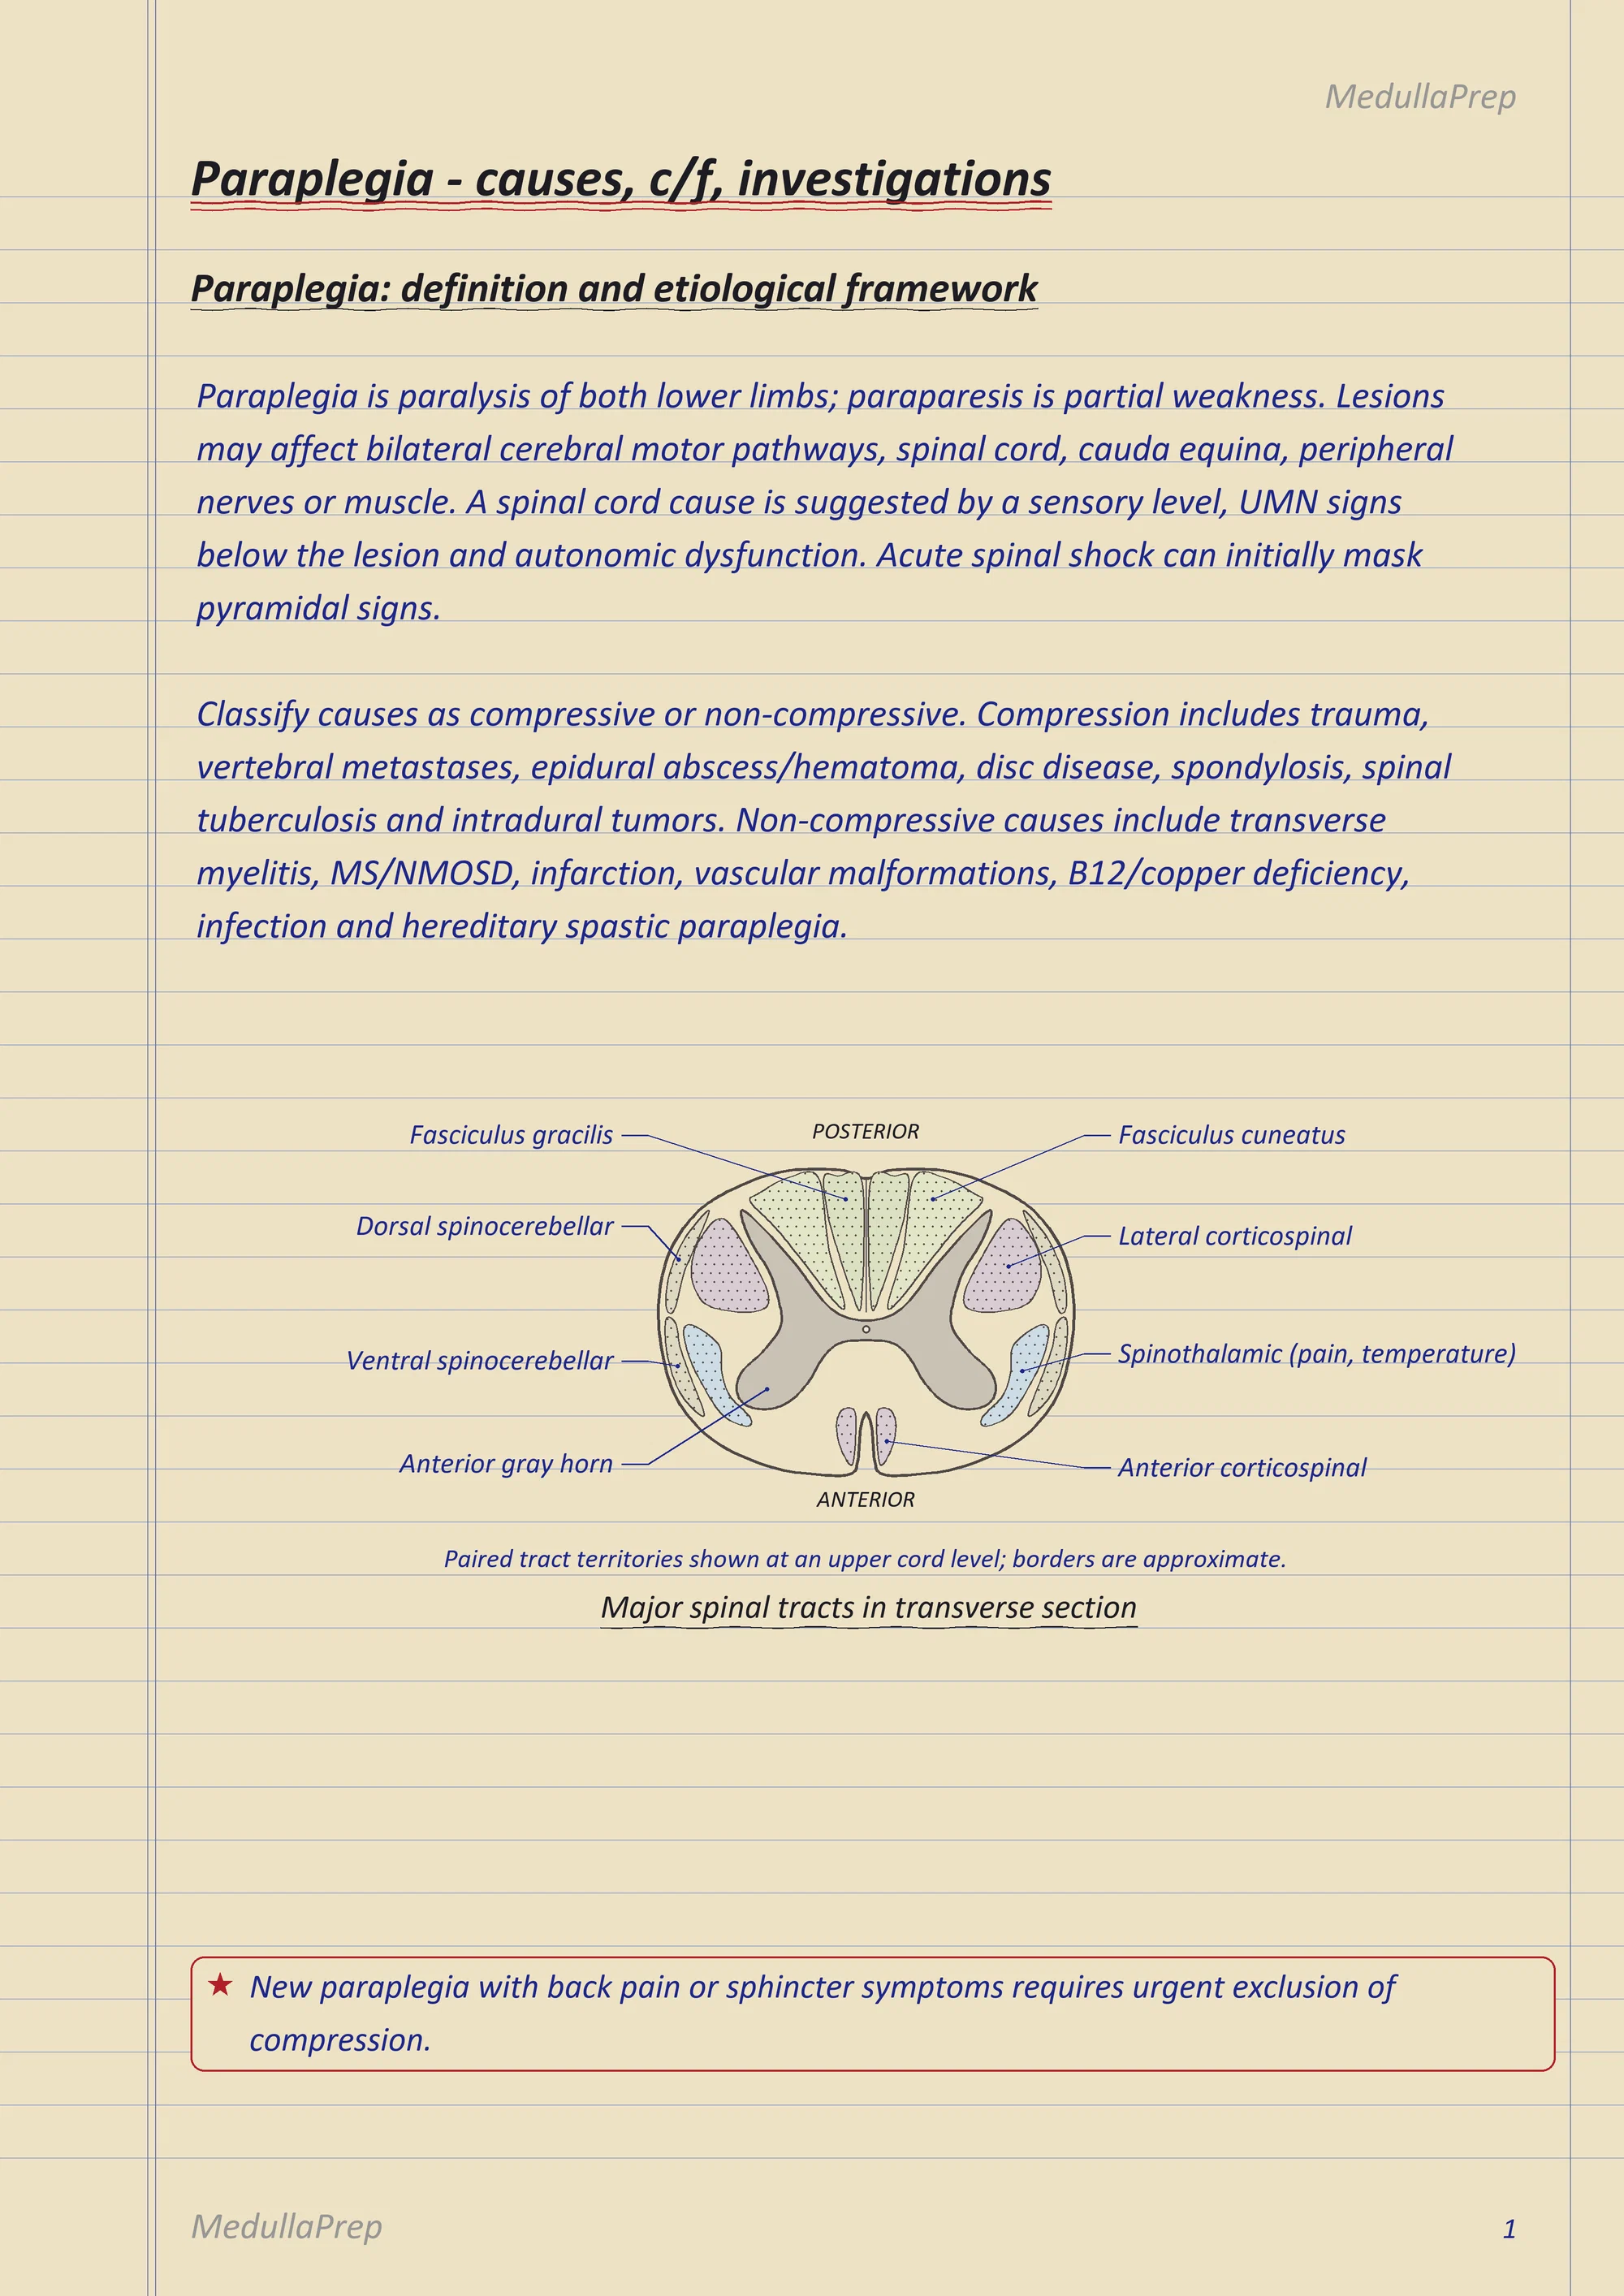 MedullaPrep
Paraplegia - causes, c/f, investigations
Paraplegia: definition and etiological framework
Paraplegia is paralysis of both lower limbs; paraparesis is partial weakness. Lesions
may affect bilateral cerebral motor pathways, spinal cord, cauda equina, peripheral
nerves or muscle. A spinal cord cause is suggested by a sensory level, UMN signs
below the lesion and autonomic dysfunction. Acute spinal shock can initially mask
pyramidal signs.
Classify causes as compressive or non-compressive. Compression includes trauma,
vertebral metastases, epidural abscess/hematoma, disc disease, spondylosis, spinal
tuberculosis and intradural tumors. Non-compressive causes include transverse
myelitis, MS/NMOSD, infarction, vascular malformations, B12/copper deficiency,
infection and hereditary spastic paraplegia.
POSTERIOR
Fasciculus gracilis
Fasciculus cuneatus
Dorsal spinocerebellar
Lateral corticospinal
Ventral spinocerebellar
Spinothalamic (pain, temperature)
Anterior gray horn
Anterior corticospinal
ANTERIOR
Paired tract territories shown at an upper cord level; borders are approximate.
Major spinal tracts in transverse section
★ New paraplegia with back pain or sphincter symptoms requires urgent exclusion of
compression.
MedullaPrep
1